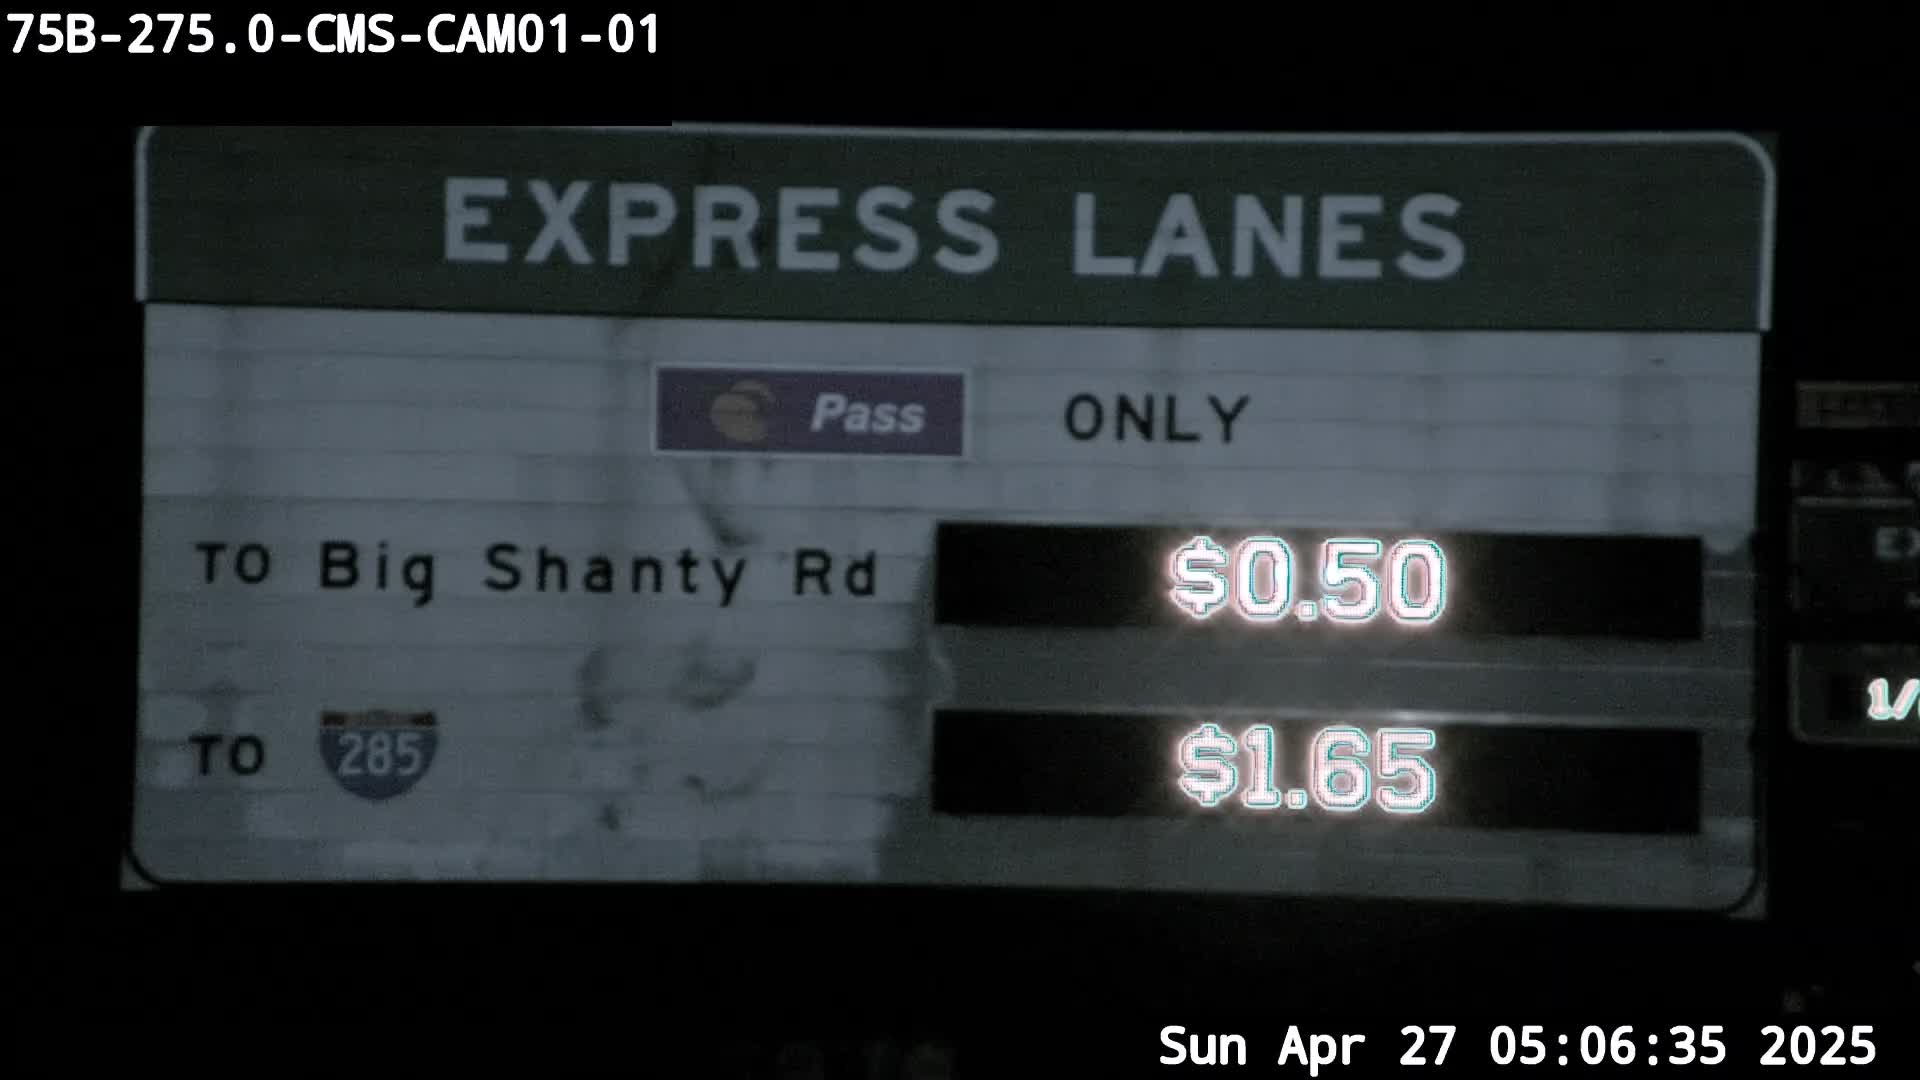 75B-275.0-CMS-CAM01-01
EXPRESS LANES
Pass ONLY
TO Big Shanty Rd $0.50
TO 285 $1.65
Sun Apr 27 05:06:35 2025